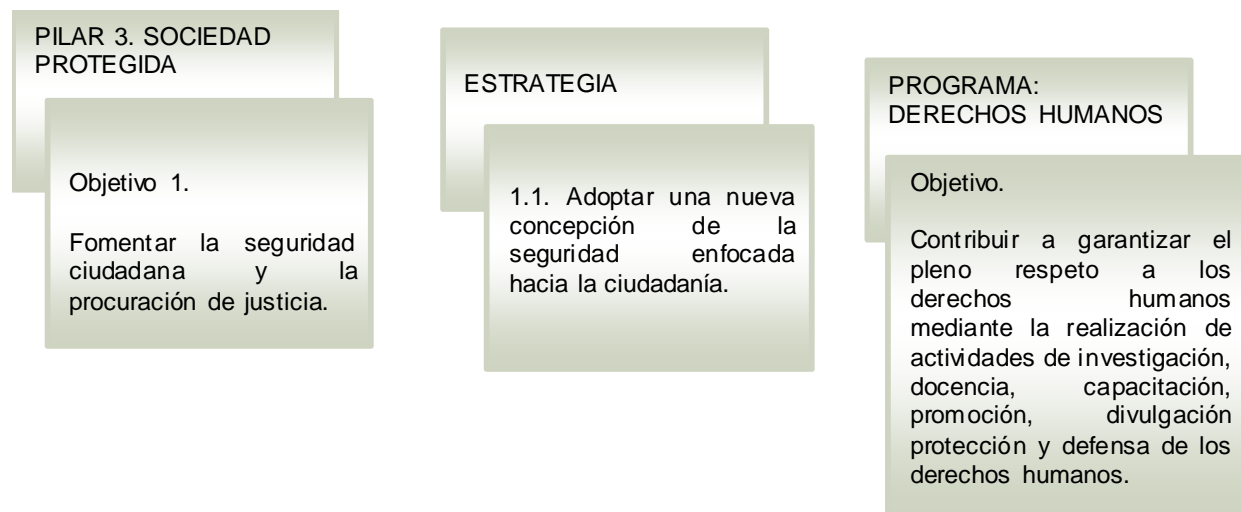 PILAR 3. SOCIEDAD
PROTEGIDA
Objetivo 1.
Fomentar la seguridad
ciudadana y la
procuración de justicia.
ESTRATEGIA
1.1. Adoptar una nueva
concepción de la
seguridad enfocada
hacia la ciudadanía.
PROGRAMA:
DERECHOS HUMANOS
Objetivo.
Contribuir a garantizar el
pleno respeto a los
derechos humanos
mediante la realización de
actividades de investigación,
docencia, capacitación,
promoción, divulgación
protección y defensa de los
derechos humanos.